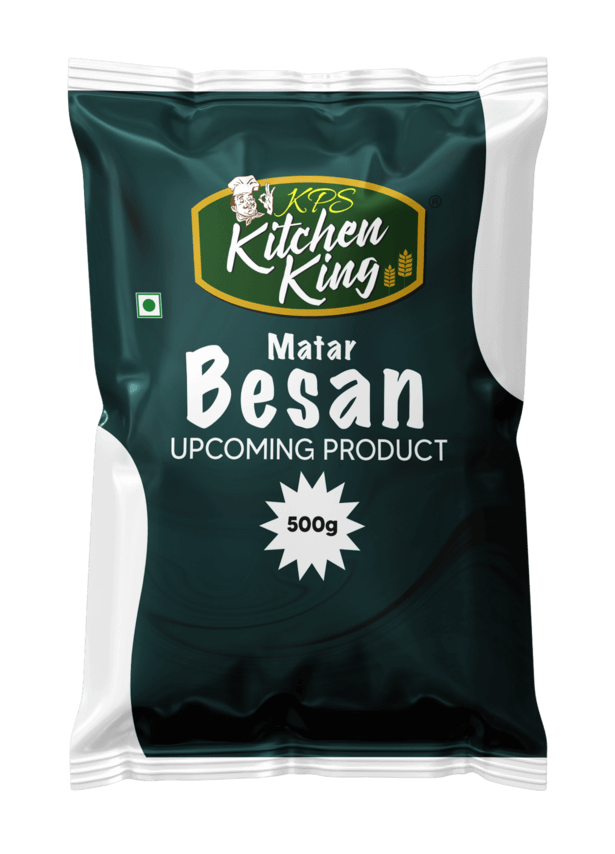 KPS
Kitchen
King
®
Matar
Besan
UPCOMING PRODUCT
500g